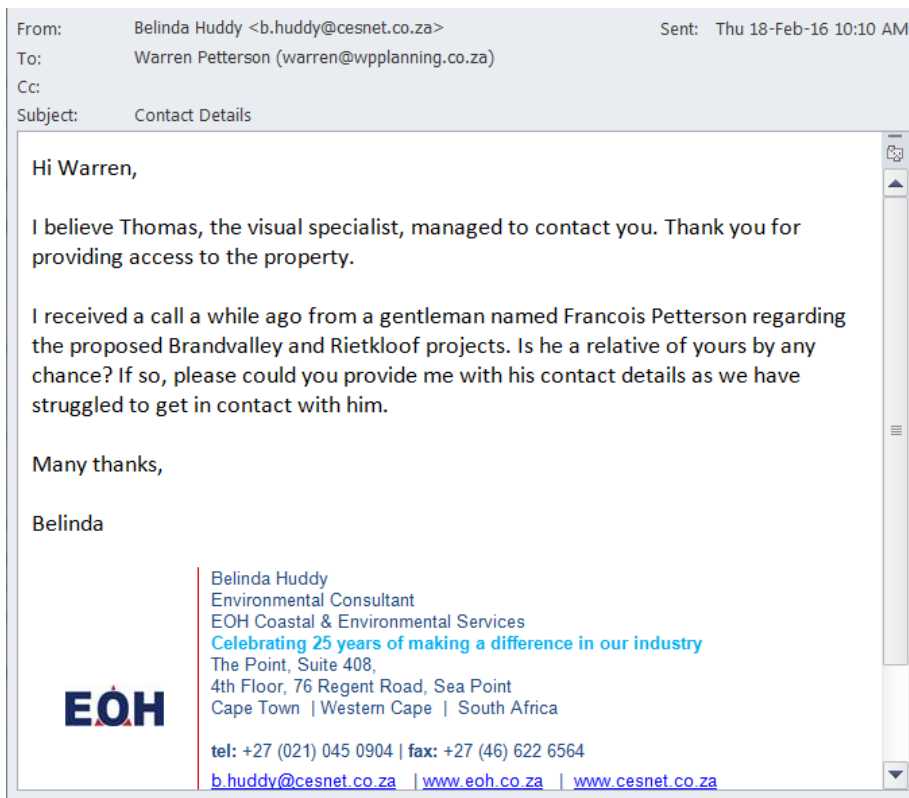 From: Belinda Huddy <b.huddy@cesnet.co.za> Sent: Thu 18-Feb-16 10:10 AM
To: Warren Petterson (warren@wpplanning.co.za)
Cc:
Subject: Contact Details
Hi Warren,
I believe Thomas, the visual specialist, managed to contact you. Thank you for
providing access to the property.
I received a call a while ago from a gentleman named Francois Petterson regarding
the proposed Brandvalley and Rietkloof projects. Is he a relative of yours by any
chance? If so, please could you provide me with his contact details as we have
struggled to get in contact with him.
Many thanks,
Belinda
Belinda Huddy
Environmental Consultant
EOH Coastal & Environmental Services
Celebrating 25 years of making a difference in our industry
The Point, Suite 408,
4th Floor, 76 Regent Road, Sea Point
Cape Town | Western Cape | South Africa
EOH
tel: +27 (021) 045 0904 | fax: +27 (46) 622 6564
b.huddy@cesnet.co.za | www.eoh.co.za | www.cesnet.co.za